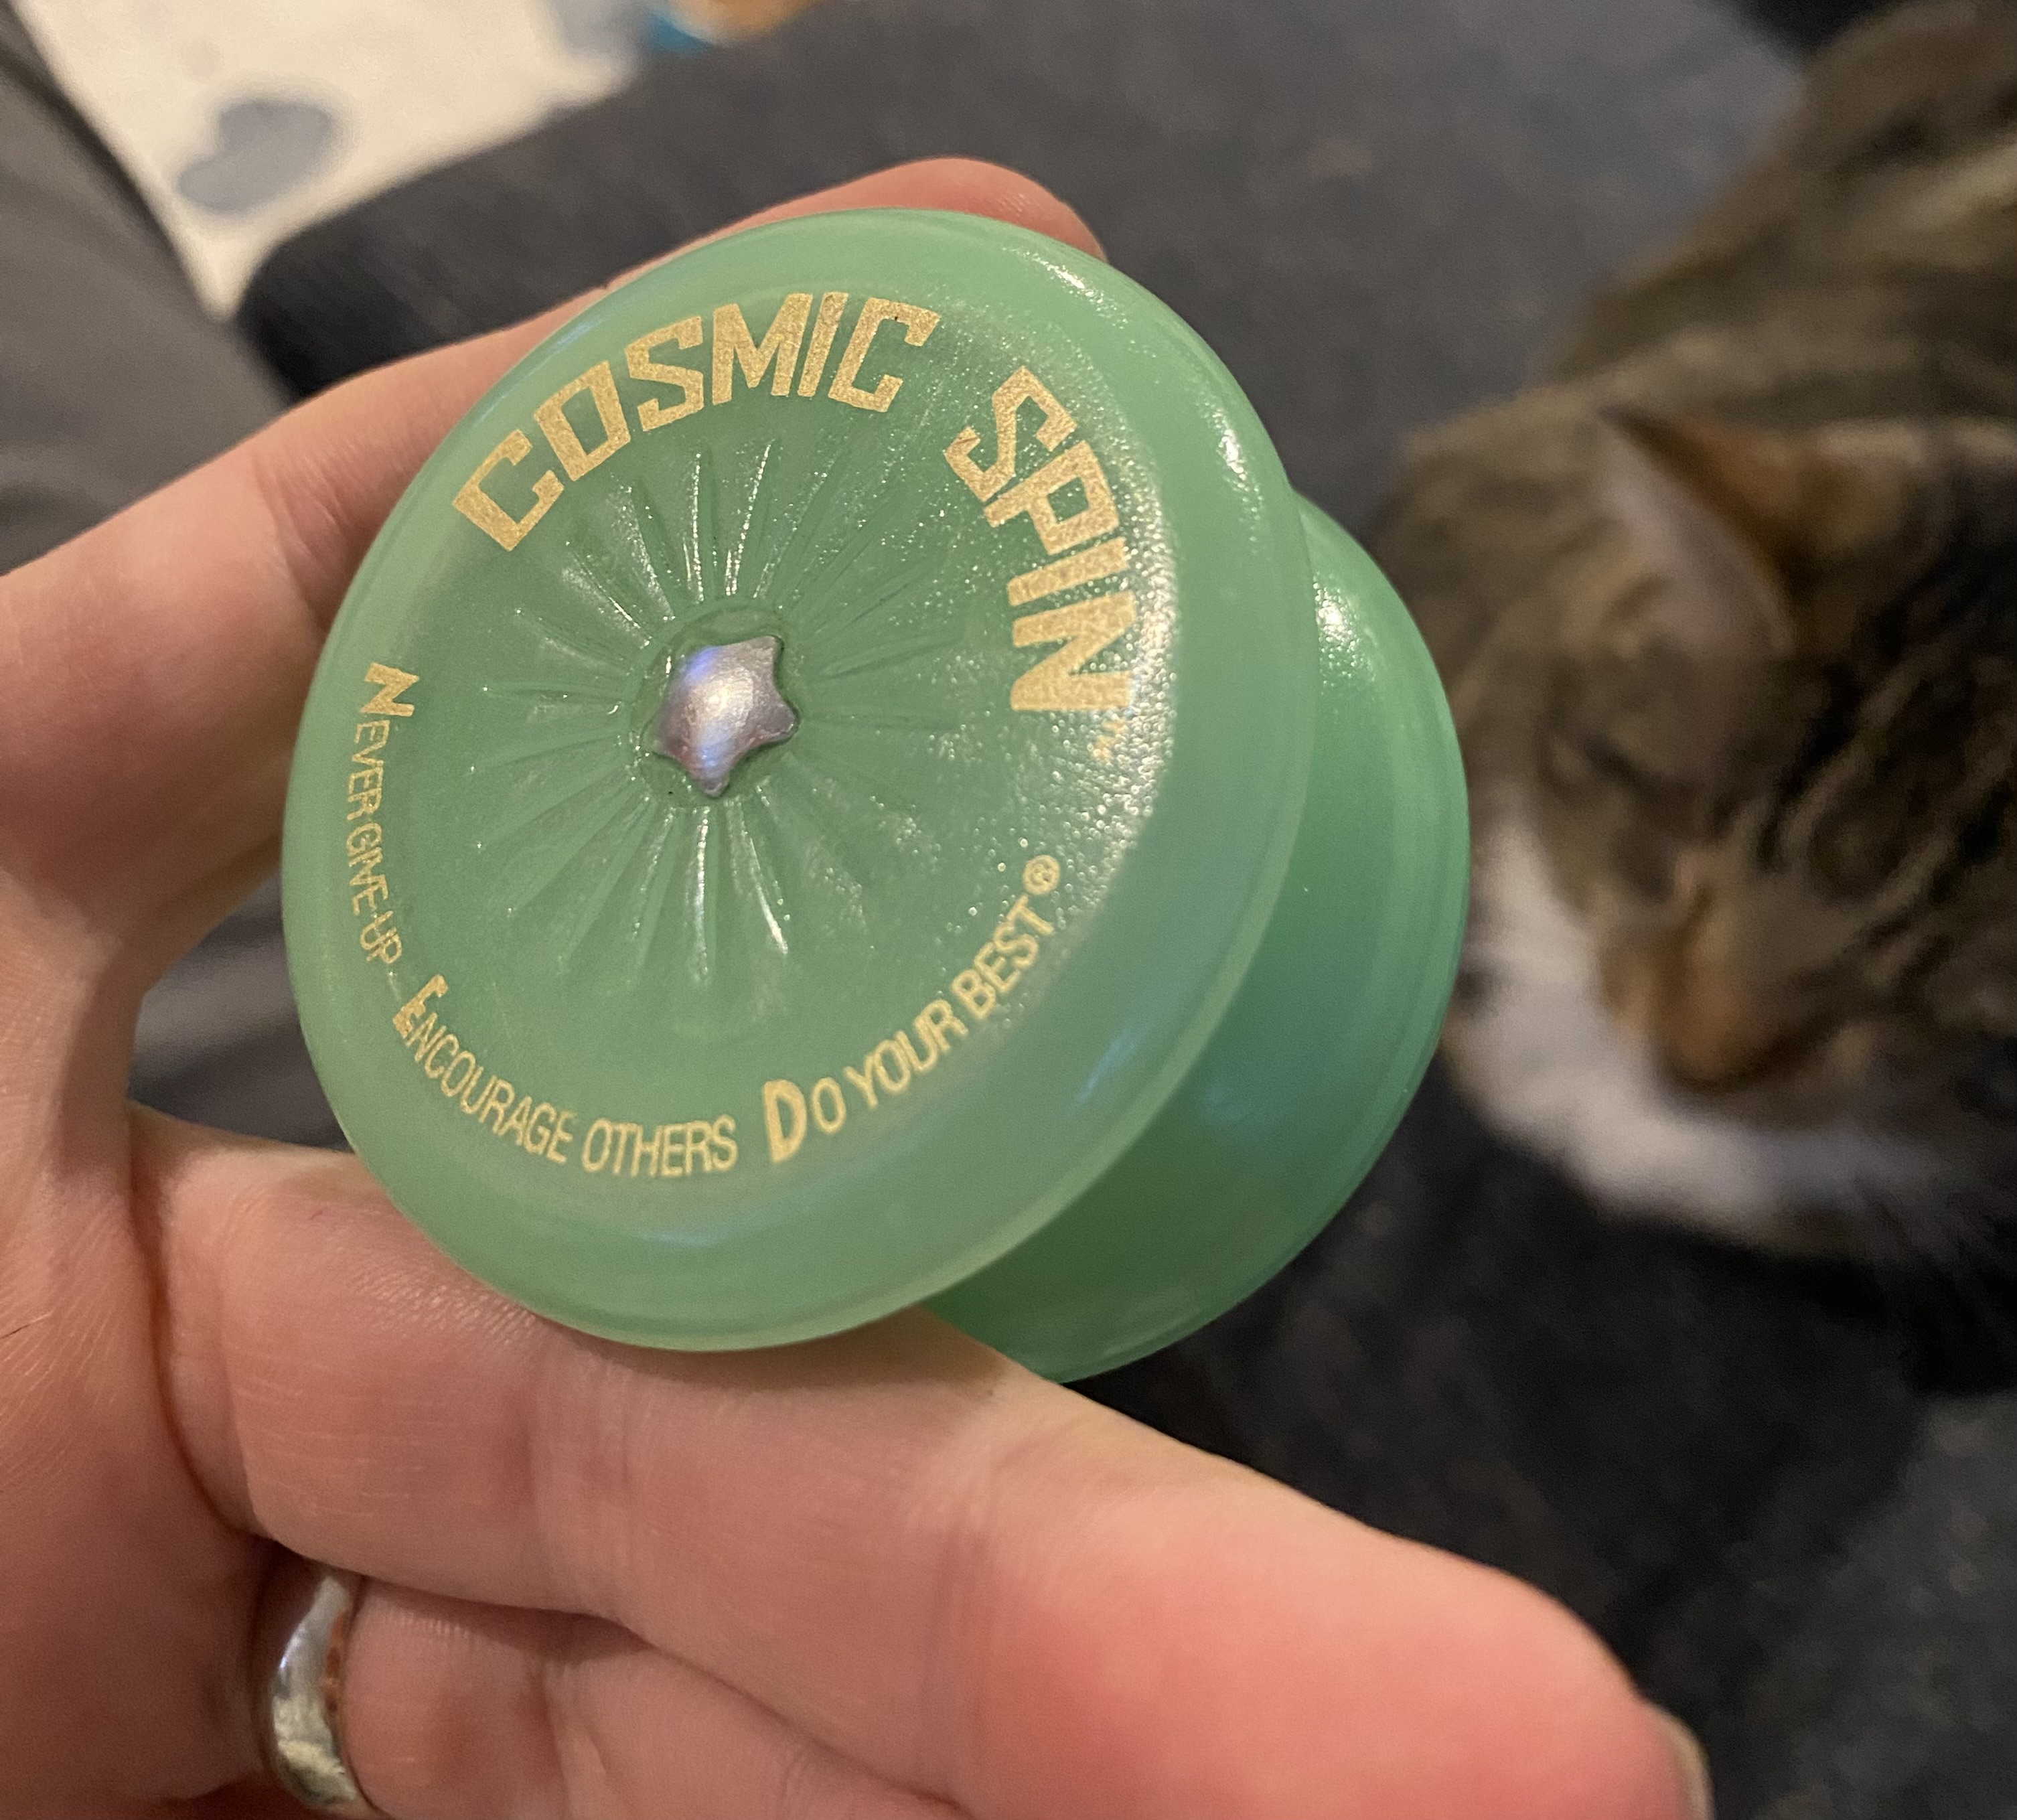 COSMIC SPIN™
NEVER GIVE UP ENCOURAGE OTHERS DO YOUR BEST®